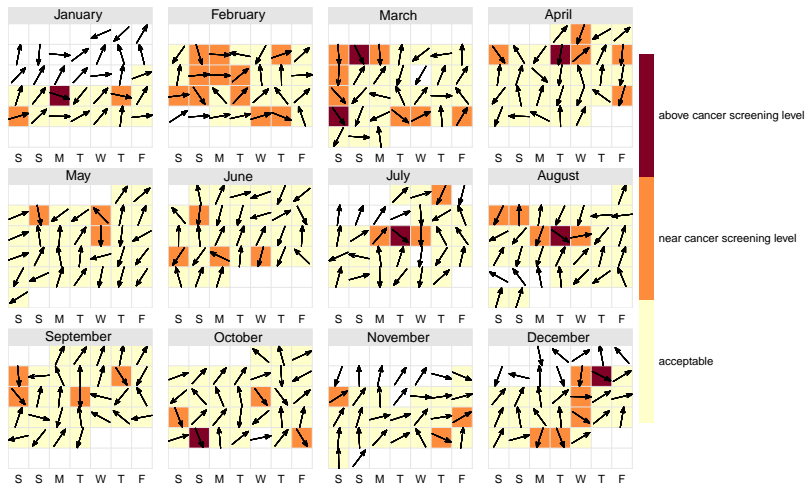 January
February
March
April
S S M T W T F
S S M T W T F
S S M T W T F
S S M T W T F
May
June
July
August
S S M T W T F
S S M T W T F
S S M T W T F
S S M T W T F
September
October
November
December
S S M T W T F
S S M T W T F
S S M T W T F
S S M T W T F
above cancer screening level
near cancer screening level
acceptable